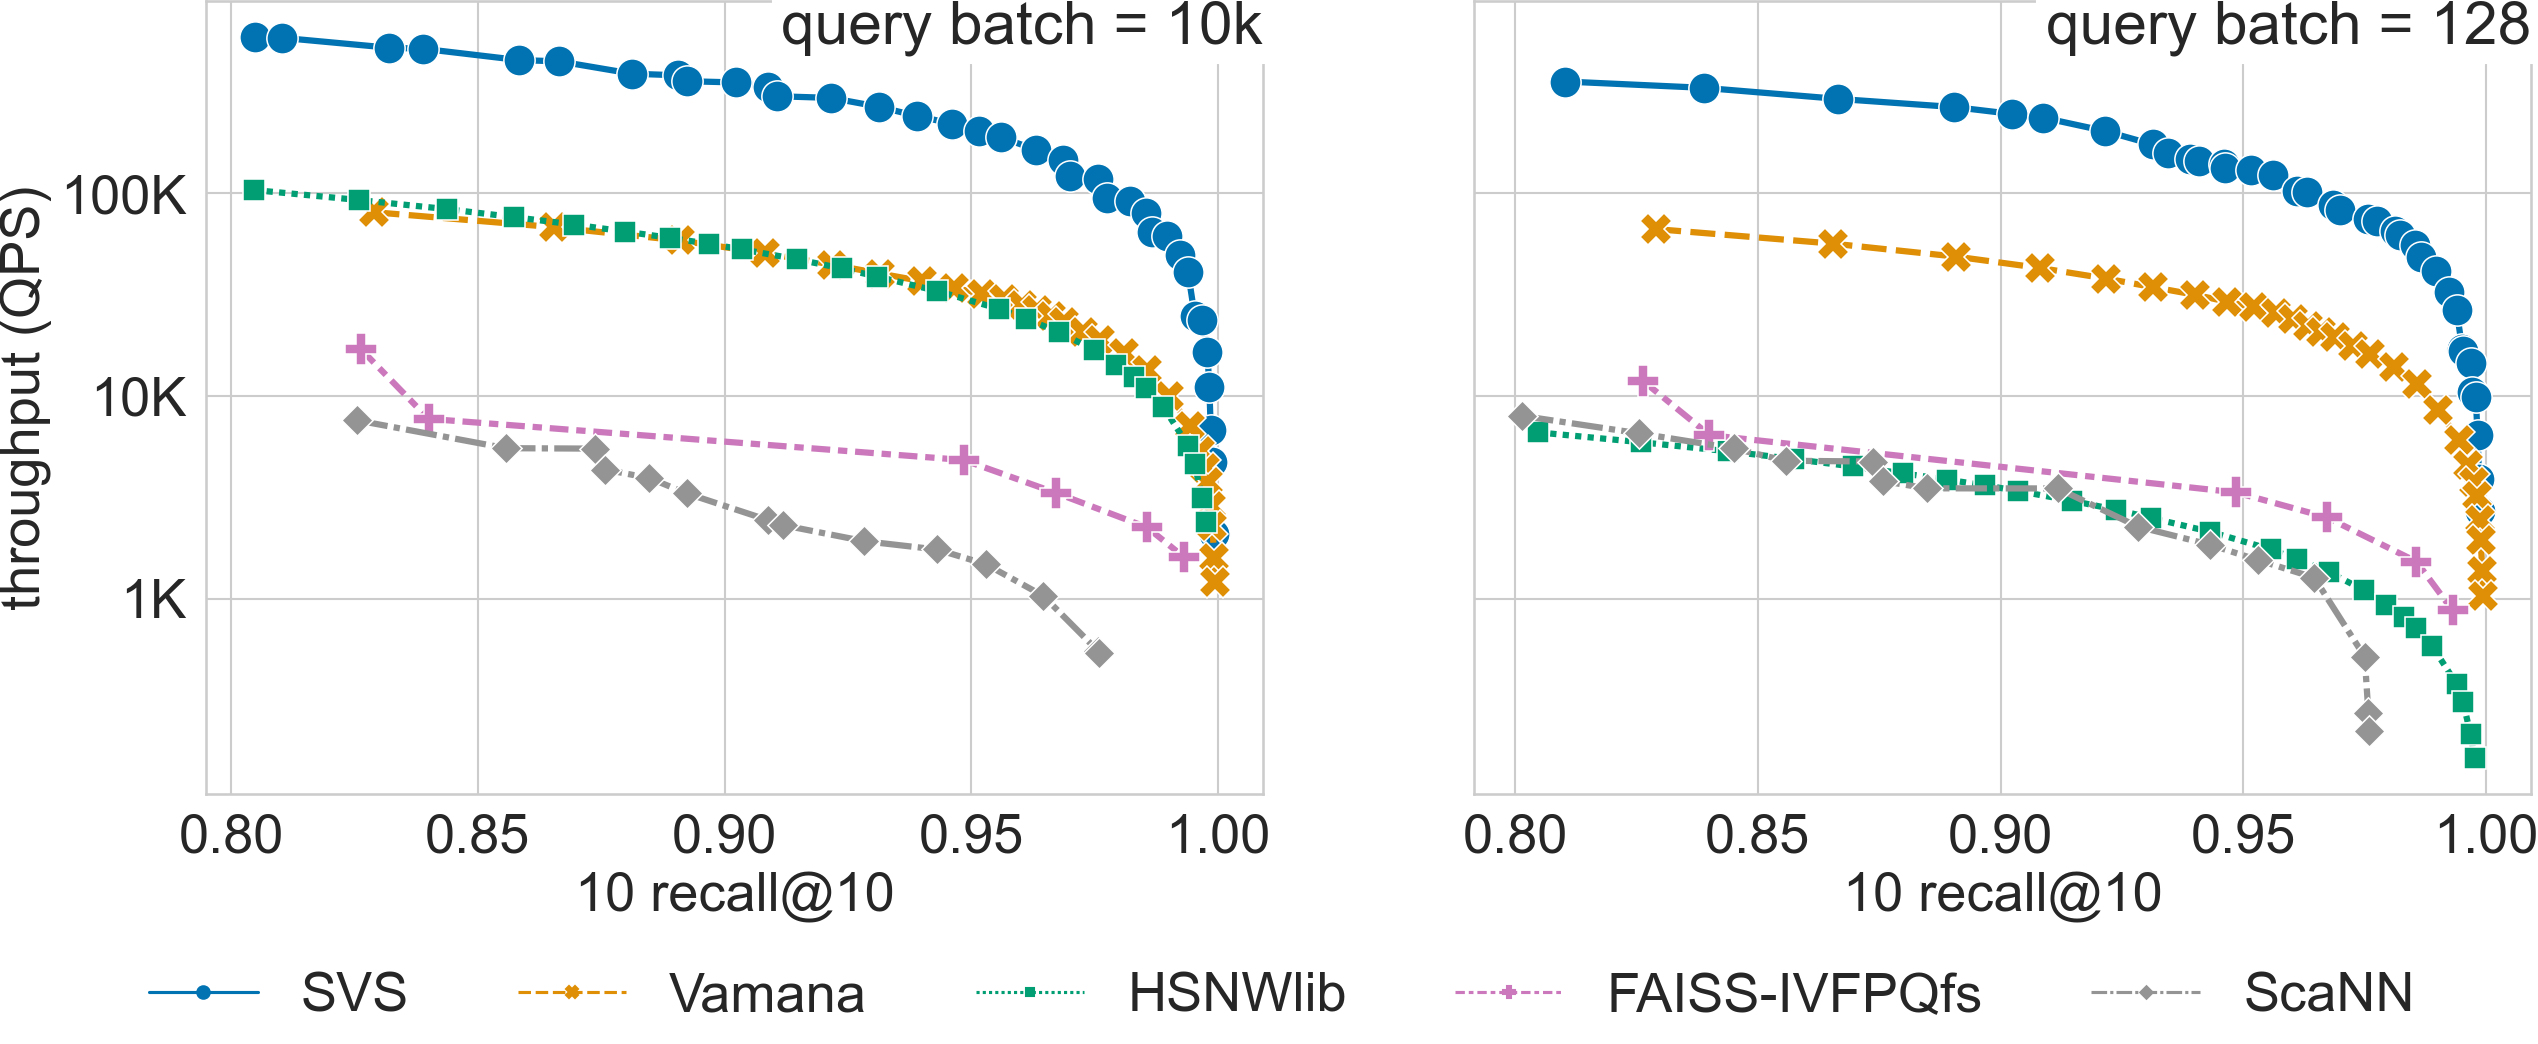 query batch = 10k
query batch = 128
throughput (QPS)
100K
10K
1K
0.80 0.85 0.90 0.95 1.00
0.80 0.85 0.90 0.95 1.00
10 recall@10
10 recall@10
SVS Vamana HSNWlib FAISS-IVFPQfs ScaNN